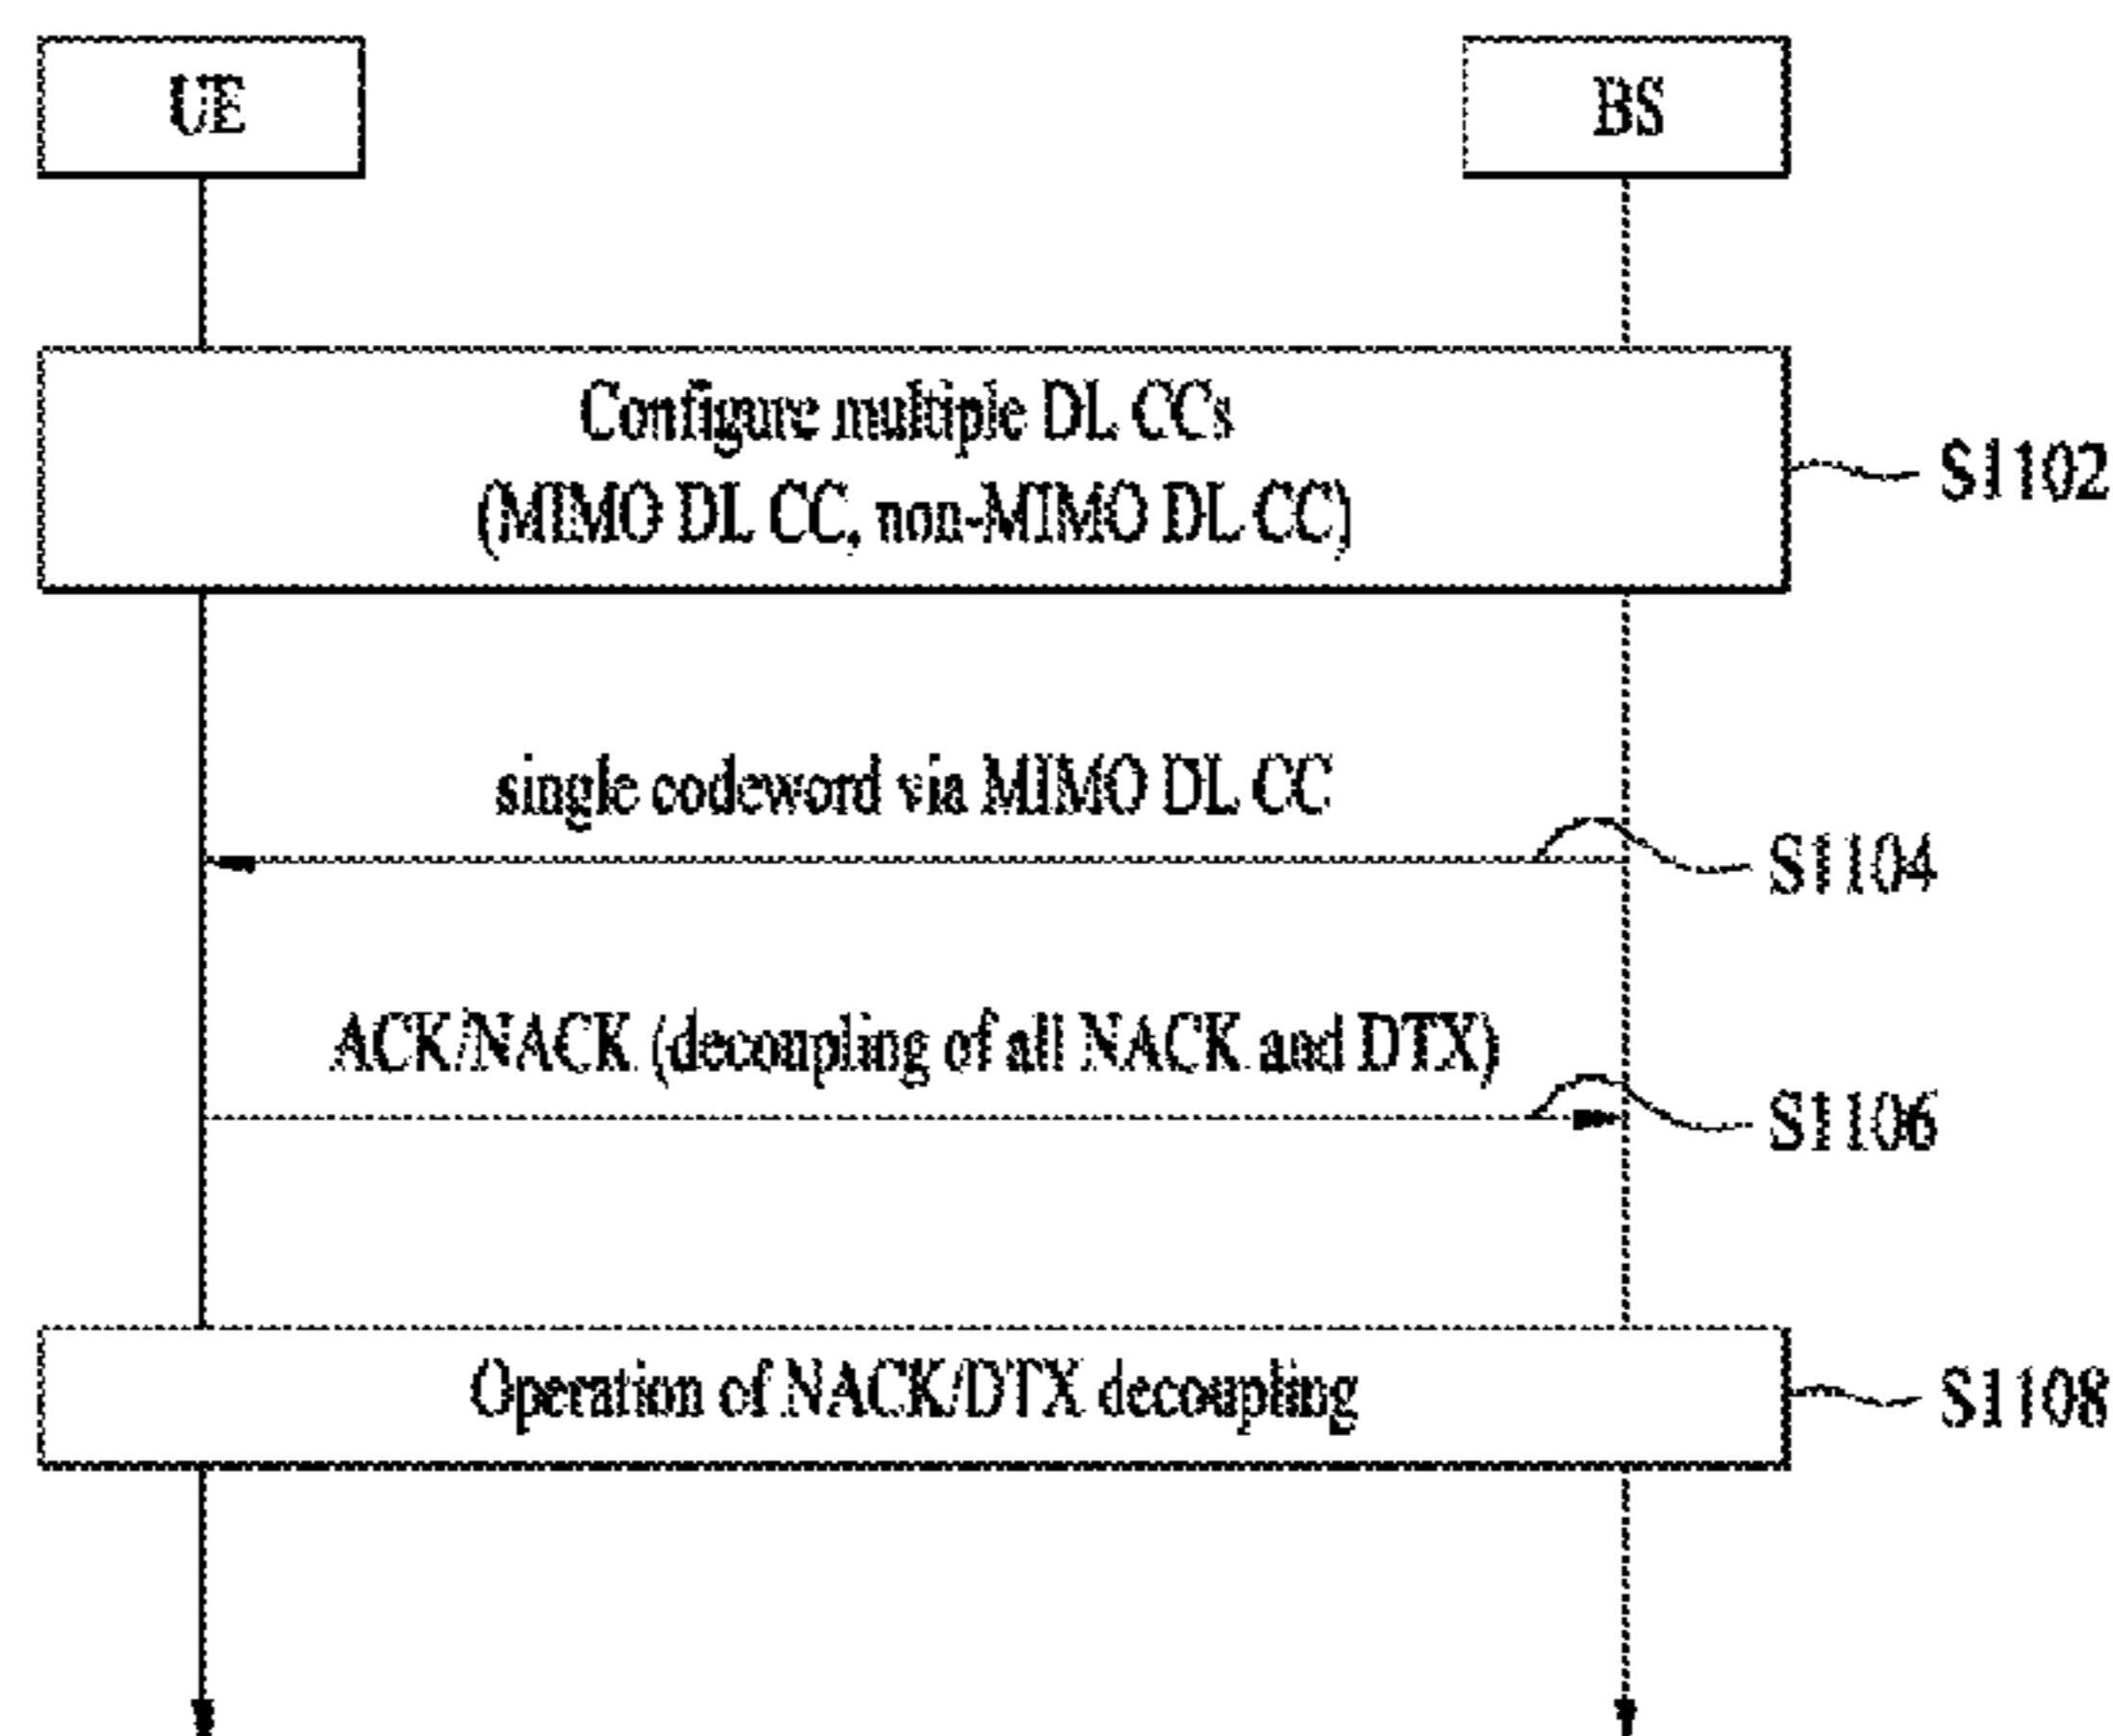 UE
BS
Configure multiple DL CCs
(MIMO DL CC, non-MIMO DL CC)
S1102
single codeword via MIMO DL CC
S1104
ACK/NACK (decoupling of all NACK and DTX)
S1106
Operation of NACK/DTX decoupling
S1108